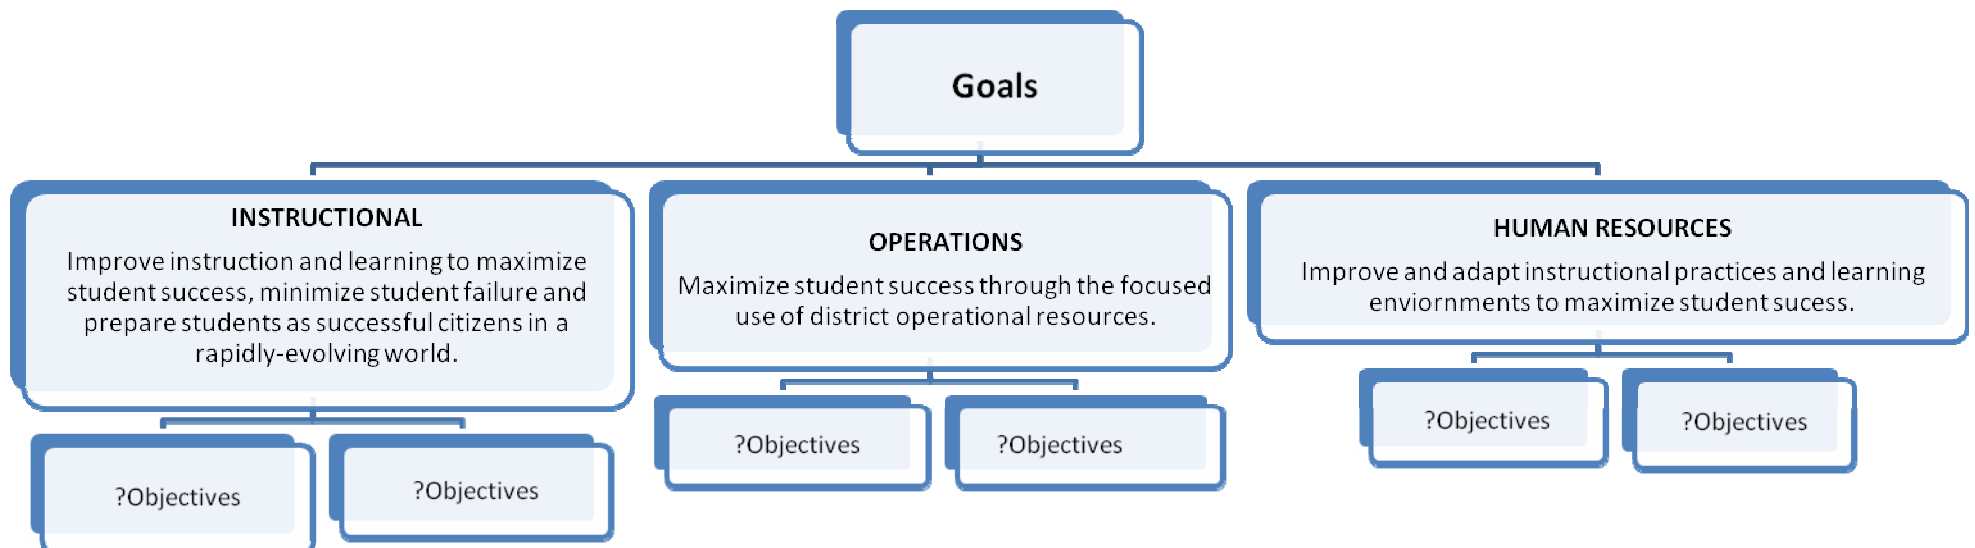 Goals
INSTRUCTIONAL
Improve instruction and learning to maximize
student success, minimize student failure and
prepare students as successful citizens in a
rapidly-evolving world.
OPERATIONS
Maximize student success through the focused
use of district operational resources.
HUMAN RESOURCES
Improve and adapt instructional practices and learning
enviornments to maximize student sucess.
?Objectives
?Objectives
?Objectives
?Objectives
?Objectives
?Objectives